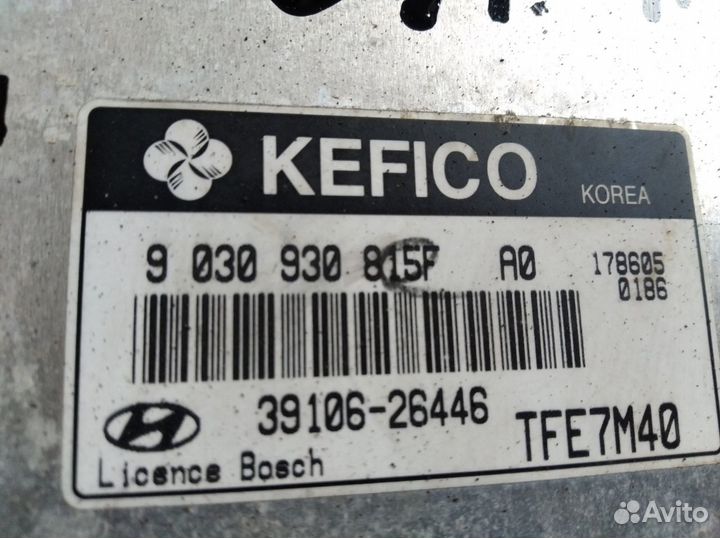 KEFICO KOREA
9 030 930 815F A0 178605
0186
39106-26446 TFE7M40
Licence Bosch
Avito